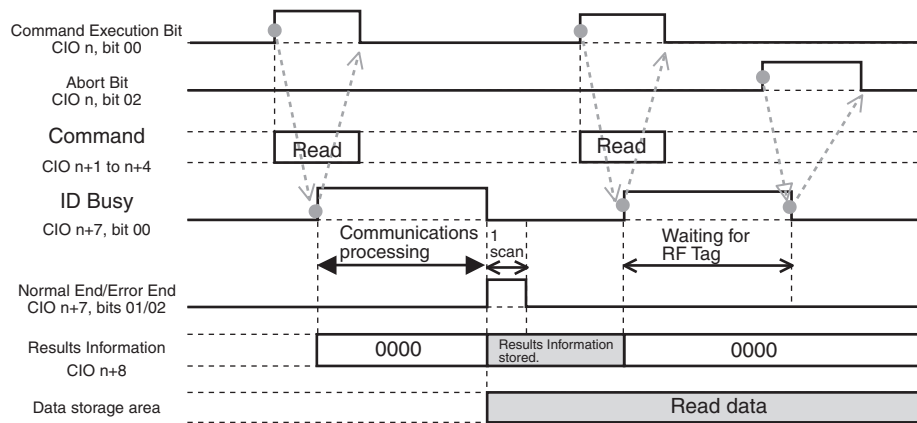 Command Execution Bit
CIO n, bit 00
Abort Bit
CIO n, bit 02
Command
CIO n+1 to n+4
Read
Read
ID Busy
CIO n+7, bit 00
Communications
processing
1
scan
Waiting for
RF Tag
Normal End/Error End
CIO n+7, bits 01/02
Results Information
CIO n+8
0000
Results Information
stored.
0000
Data storage area
Read data